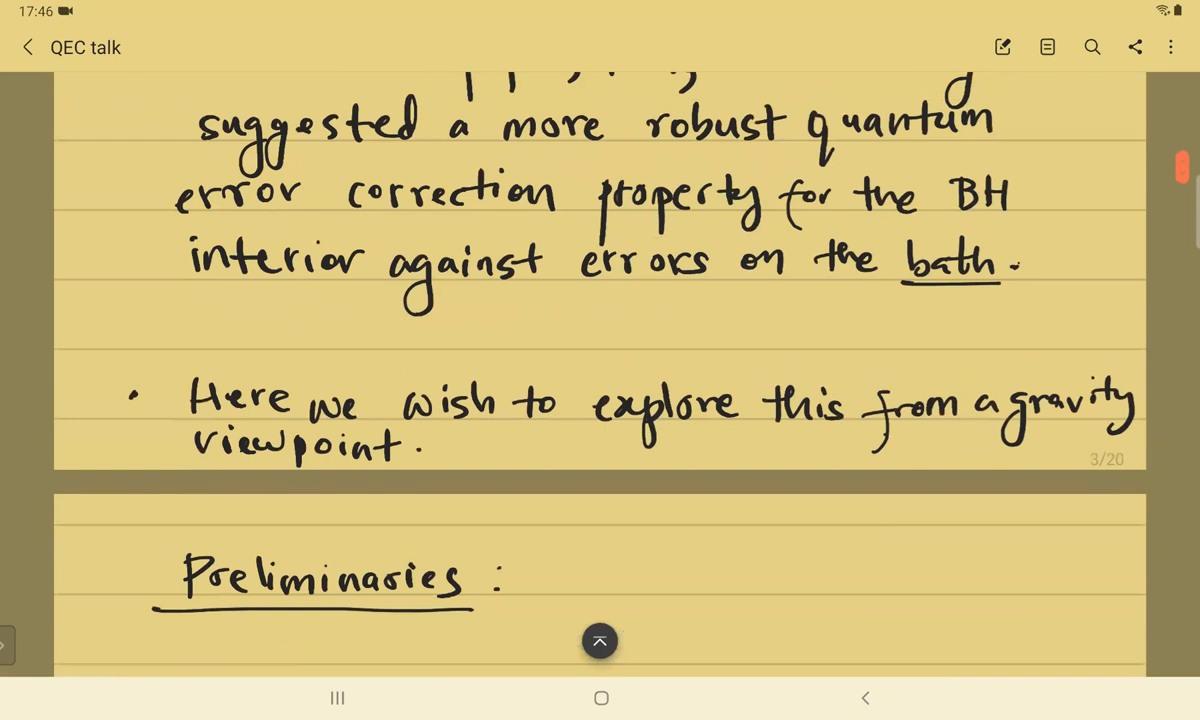 17:46
QEC talk
suggested a more robust quantum
error correction property for the BH
interior against errors on the bath.
• Here we wish to explore this from a gravity
viewpoint.
3/20
Preliminaries :